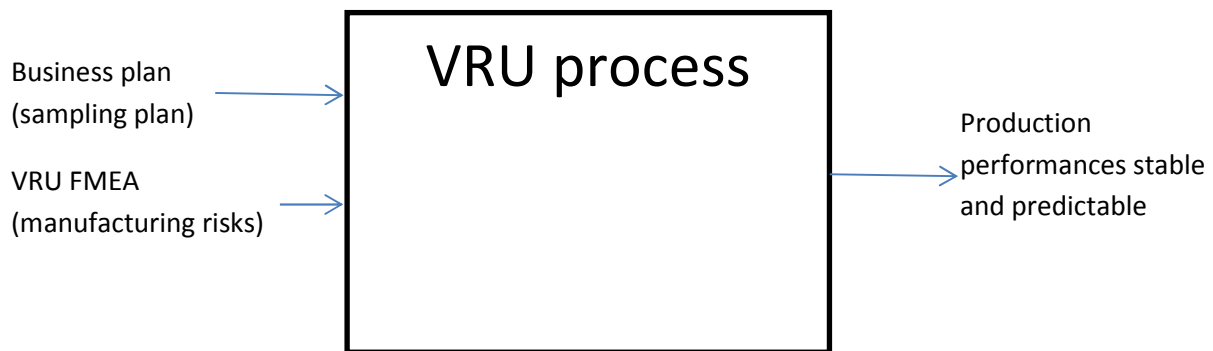 VRU process
Business plan
(sampling plan)
VRU FMEA
(manufacturing risks)
Production
performances stable
and predictable